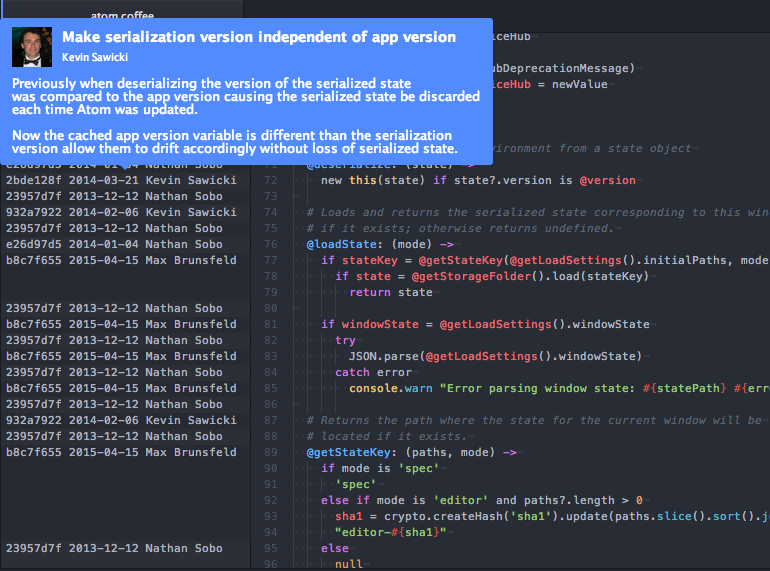 atom.coffee
Make serialization version independent of app version
Kevin Sawicki
Previously when deserializing the version of the serialized state
was compared to the app version causing the serialized state be discarded
each time Atom was updated.
Now the cached app version variable is different than the serialization
version allow them to drift accordingly without loss of serialized state.
iceHub
ubDeprecationMessage)
iceHub = newValue
vironment from a state object
e26d97d5 2014-01-04 Nathan Sobo 71 @deserialize: (state) ->
2bde128f 2014-03-21 Kevin Sawicki 72 new this(state) if state?.version is @version
23957d7f 2013-12-12 Nathan Sobo 73
932a7922 2014-02-06 Kevin Sawicki 74 # Loads and returns the serialized state corresponding to this win
23957d7f 2013-12-12 Nathan Sobo 75 # if it exists; otherwise returns undefined.
e26d97d5 2014-01-04 Nathan Sobo 76 @loadState: (mode) ->
b8c7f655 2015-04-15 Max Brunsfeld 77 if stateKey = @getStateKey(@getLoadSettings().initialPaths, mode
78 if state = @getStorageFolder().load(stateKey)
79 return state
23957d7f 2013-12-12 Nathan Sobo 80
b8c7f655 2015-04-15 Max Brunsfeld 81 if windowState = @getLoadSettings().windowState
23957d7f 2013-12-12 Nathan Sobo 82 try
b8c7f655 2015-04-15 Max Brunsfeld 83 JSON.parse(@getLoadSettings().windowState)
23957d7f 2013-12-12 Nathan Sobo 84 catch error
b8c7f655 2015-04-15 Max Brunsfeld 85 console.warn "Error parsing window state: #{statePath} #{erro
23957d7f 2013-12-12 Nathan Sobo 86
932a7922 2014-02-06 Kevin Sawicki 87 # Returns the path where the state for the current window will be
23957d7f 2013-12-12 Nathan Sobo 88 # located if it exists.
b8c7f655 2015-04-15 Max Brunsfeld 89 @getStateKey: (paths, mode) ->
90 if mode is 'spec'
91 'spec'
92 else if mode is 'editor' and paths?.length > 0
93 sha1 = crypto.createHash('sha1').update(paths.slice().sort().j
94 "editor-#{sha1}"
23957d7f 2013-12-12 Nathan Sobo 95 else
96 null